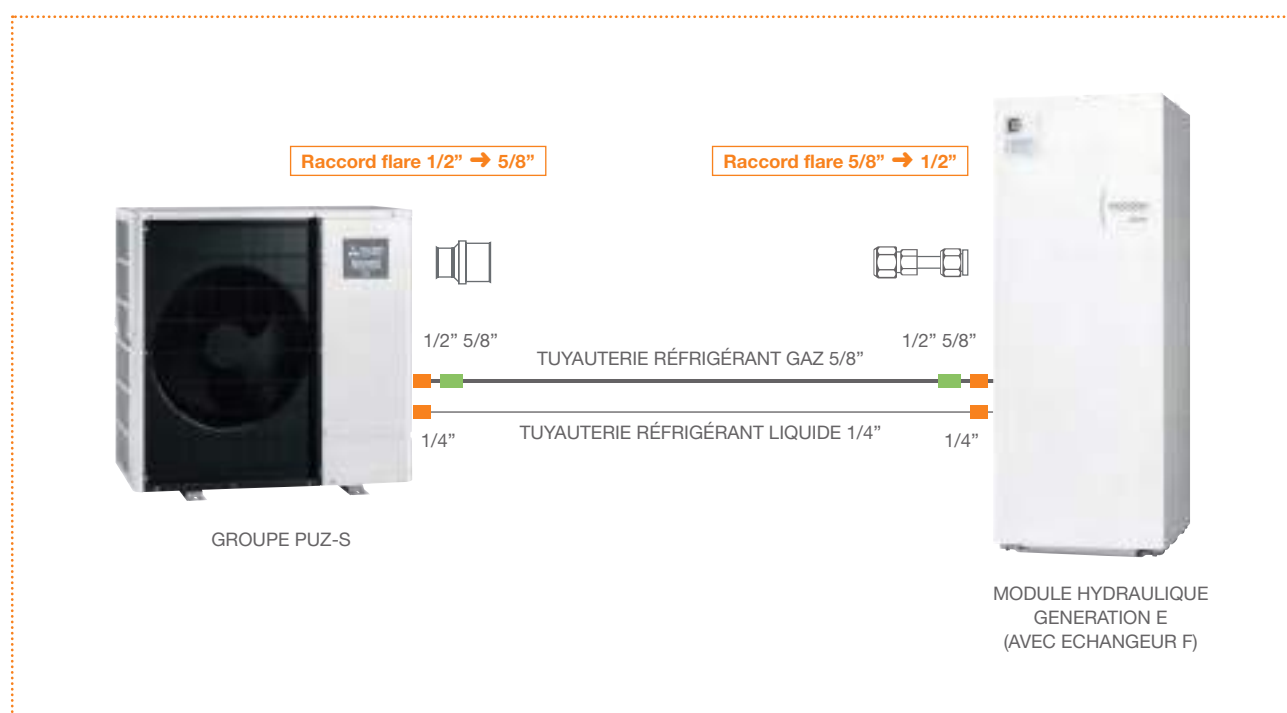 Raccord flare 1/2” ➜ 5/8”
Raccord flare 5/8” ➜ 1/2”
1/2” 5/8”
1/2” 5/8”
TUYAUTERIE RÉFRIGÉRANT GAZ 5/8”
1/4”
TUYAUTERIE RÉFRIGÉRANT LIQUIDE 1/4”
1/4”
GROUPE PUZ-S
MODULE HYDRAULIQUE
GENERATION E
(AVEC ECHANGEUR F)